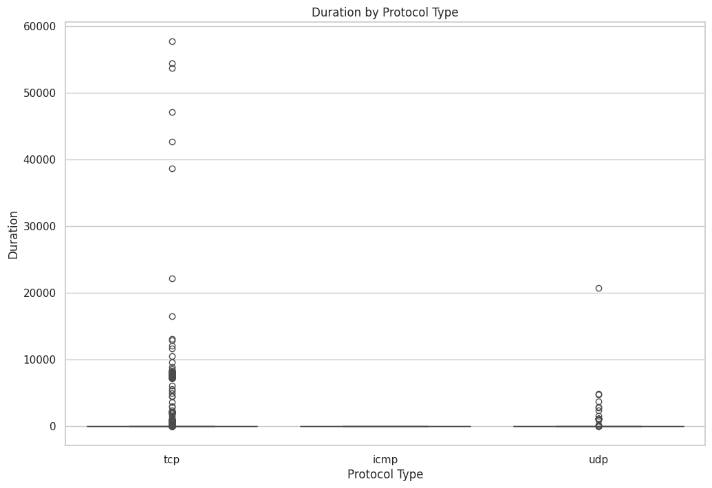 Duration by Protocol Type
60000
50000
40000
30000
20000
10000
0
Duration
tcp icmp udp
Protocol Type